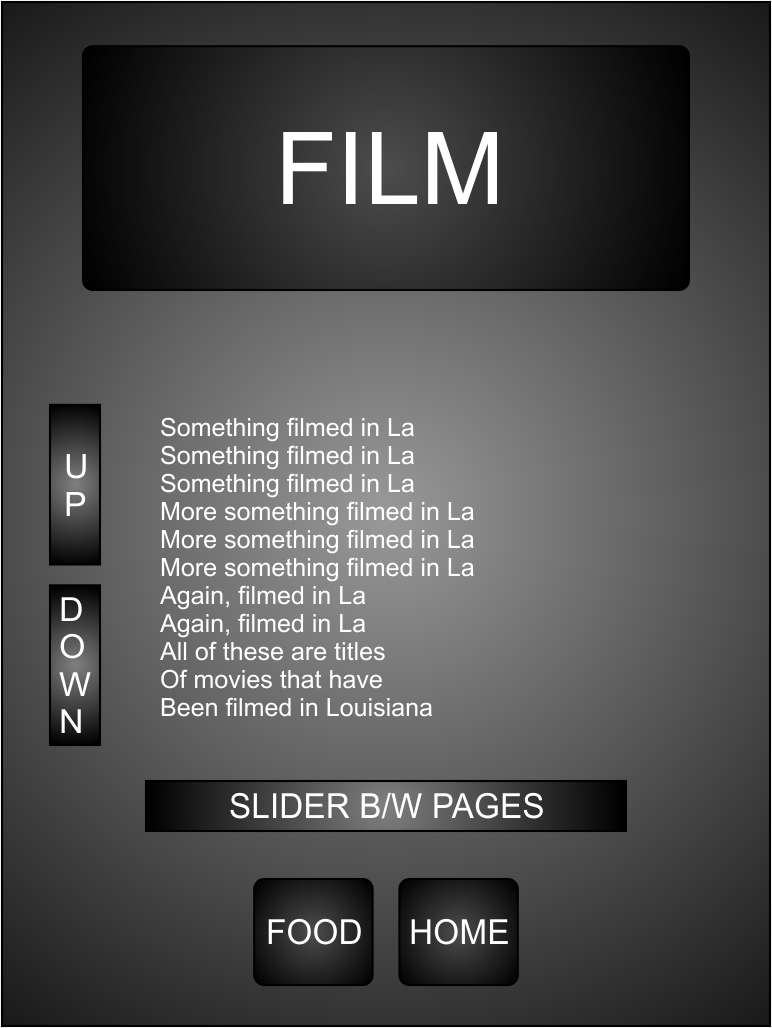 FILM
UP
Something filmed in La
Something filmed in La
Something filmed in La
More something filmed in La
More something filmed in La
More something filmed in La
Again, filmed in La
Again, filmed in La
All of these are titles
Of movies that have
Been filmed in Louisiana
DOWN
SLIDER B/W PAGES
FOOD
HOME